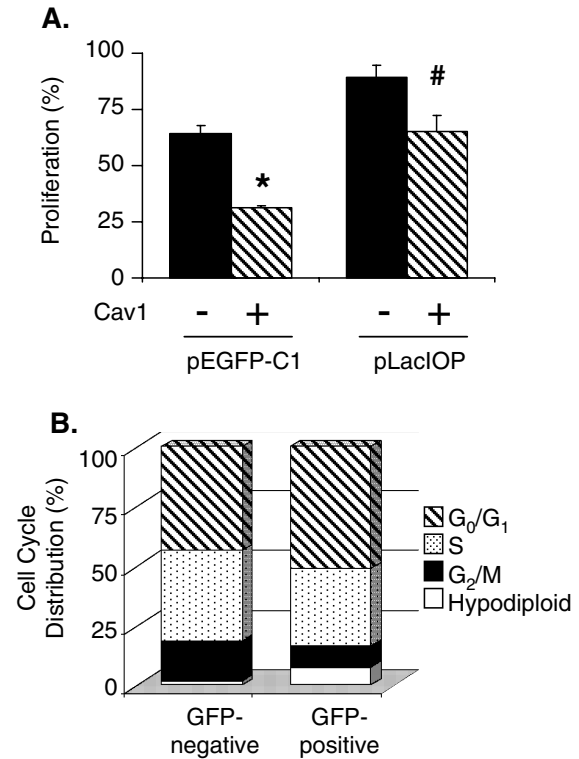 A.
Proliferation (%)
100
75
50
25
0
*
#
Cav1 - + - +
pEGFP-C1 pLacIOP
B.
Cell Cycle
Distribution (%)
100
75
50
25
0
G0/G1
S
G2/M
Hypodiploid
GFP-
negative
GFP-
positive